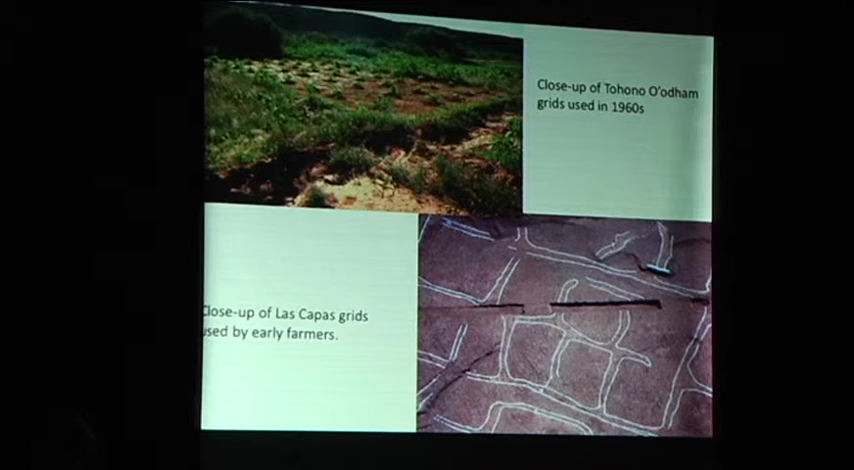 Close-up of Tohono O'odham
grids used in 1960s
Close-up of Las Capas grids
used by early farmers.